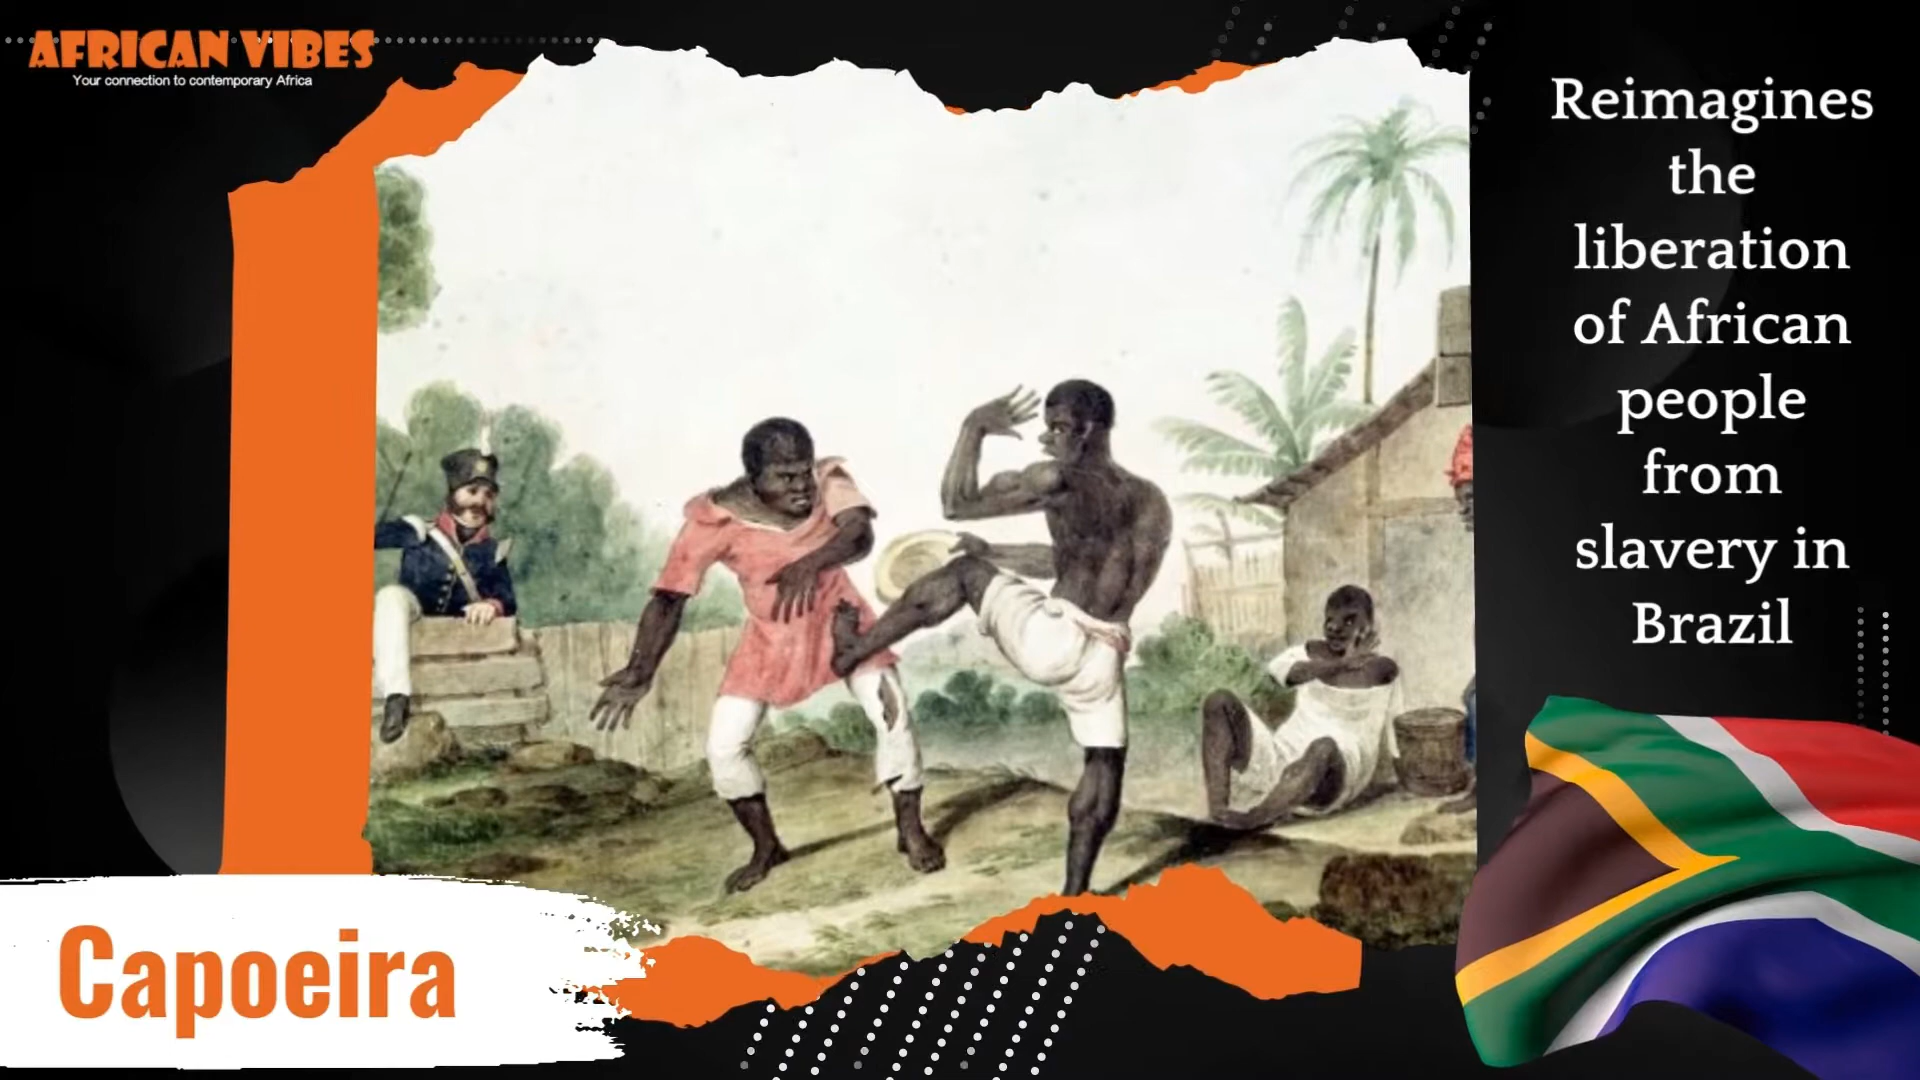 AFRICAN VIBES
Your connection to contemporary Africa
Reimagines
the
liberation
of African
people
from
slavery in
Brazil
Capoeira